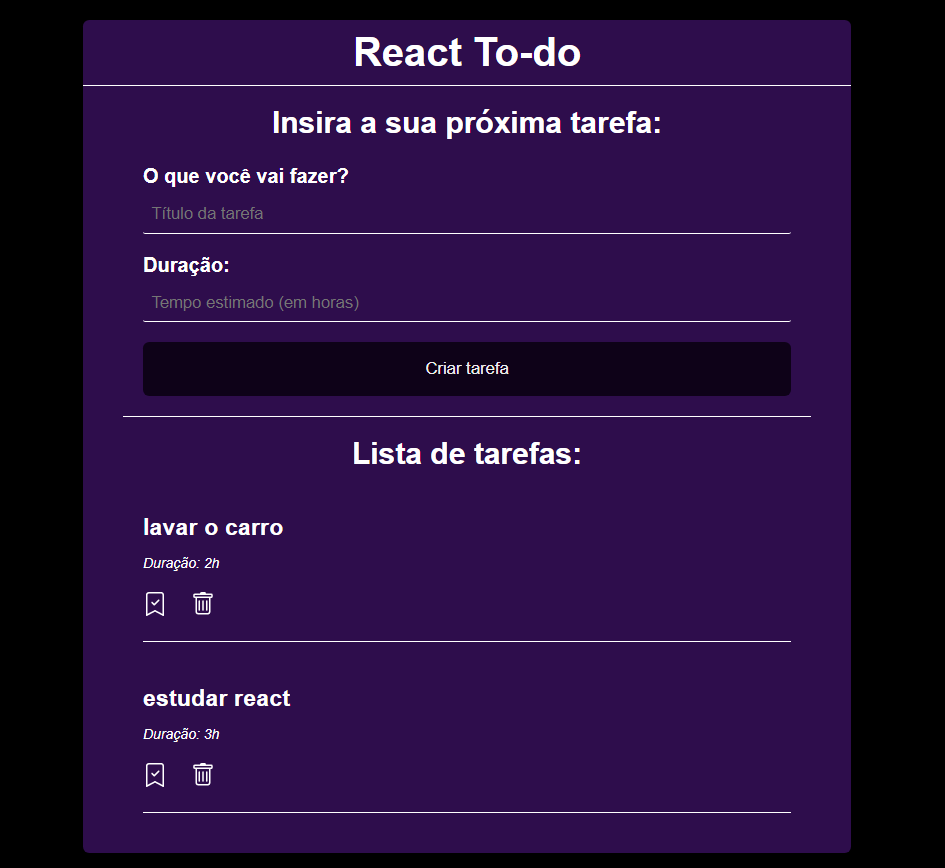 React To-do
Insira a sua próxima tarefa:
O que você vai fazer?
Título da tarefa
Duração:
Tempo estimado (em horas)
Criar tarefa
Lista de tarefas:
lavar o carro
Duração: 2h
estudar react
Duração: 3h